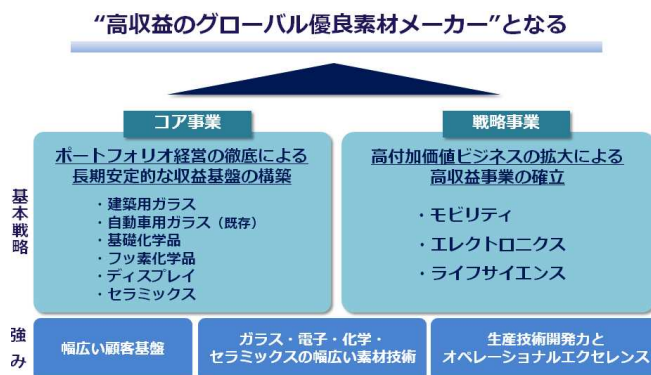 “高収益のグローバル優良素材メーカー”となる
コア事業
ポートフォリオ経営の徹底による
長期安定的な収益基盤の構築
・建築用ガラス
・自動車用ガラス（既存）
・基礎化学品
・フッ素化学品
・ディスプレイ
・セラミックス
戦略事業
高付加価値ビジネスの拡大による
高収益事業の確立
・モビリティ
・エレクトロニクス
・ライフサイエンス
基本戦略
強み
幅広い顧客基盤
ガラス・電子・化学・
セラミックスの幅広い素材技術
生産技術開発力と
オペレーショナルエクセレンス